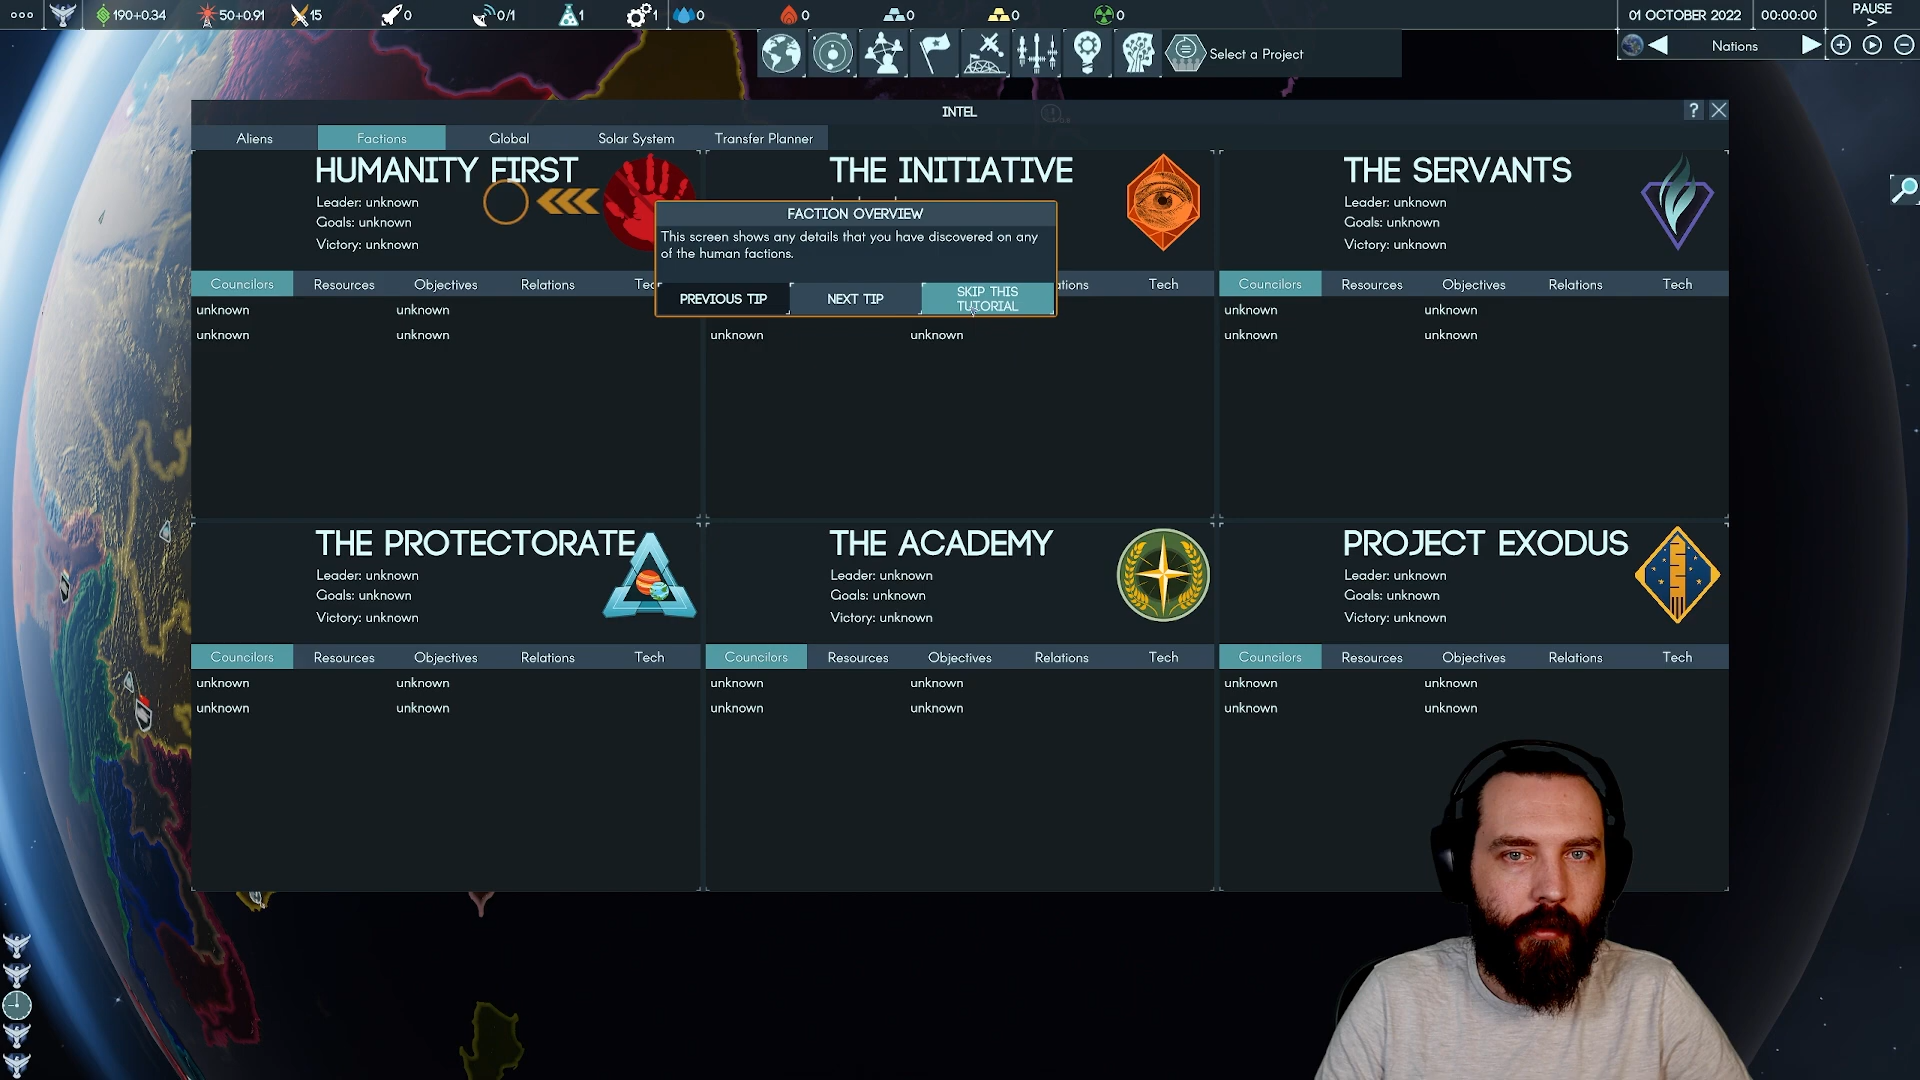 190+0.34
50+0.91
15
0
0/1
1
1
0
0
0
0
0
01 OCTOBER 2022
00:00:00
PAUSE
>
Select a Project
Nations
INTEL
?
Aliens
Factions
Global
Solar System
Transfer Planner
HUMANITY FIRST
Leader: unknown
Goals: unknown
Victory: unknown
THE INITIATIVE
THE SERVANTS
Leader: unknown
Goals: unknown
Victory: unknown
FACTION OVERVIEW
This screen shows any details that you have discovered on any
of the human factions.
PREVIOUS TIP
NEXT TIP
SKIP THIS
TUTORIAL
Councilors
Resources
Objectives
Relations
Tech
Councilors
Resources
Objectives
Relations
Tech
unknown
unknown
unknown
unknown
unknown
unknown
unknown
unknown
unknown
unknown
THE PROTECTORATE
Leader: unknown
Goals: unknown
Victory: unknown
THE ACADEMY
Leader: unknown
Goals: unknown
Victory: unknown
PROJECT EXODUS
Leader: unknown
Goals: unknown
Victory: unknown
Councilors
Resources
Objectives
Relations
Tech
Councilors
Resources
Objectives
Relations
Tech
Councilors
Resources
Objectives
Relations
Tech
unknown
unknown
unknown
unknown
unknown
unknown
unknown
unknown
unknown
unknown
unknown
unknown